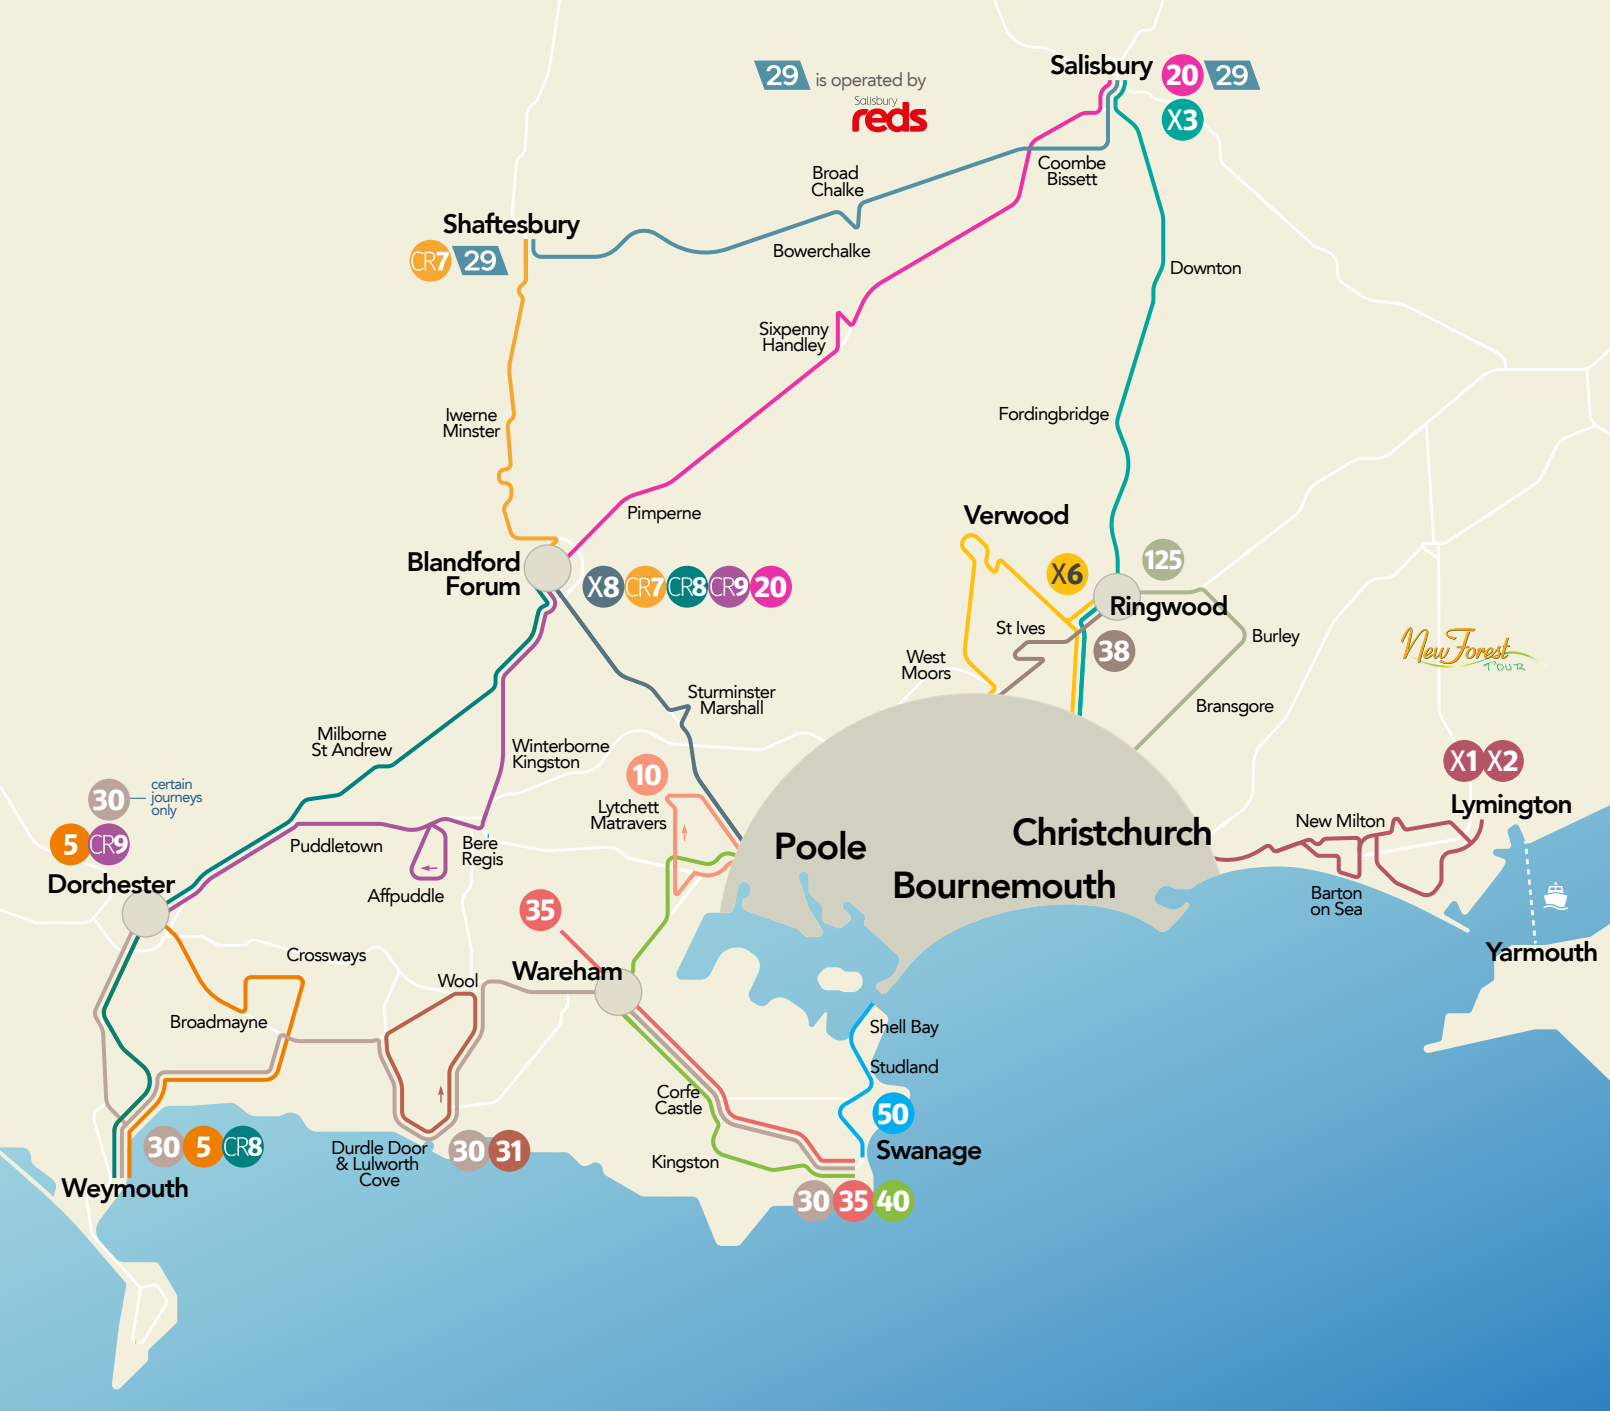 Salisbury
20
29
X3
29
is operated by
Salisbury
reds
Coombe
Bissett
Broad
Chalke
Shaftesbury
CR7
29
Bowerchalke
Downton
Sixpenny
Handley
Iwerne
Minster
Fordingbridge
Pimperne
Verwood
Blandford
Forum
X8
CR7
CR8
CR9
20
X6
125
Ringwood
St Ives
38
Burley
West
Moors
New Forest
TOUR
Sturminster
Marshall
Bransgore
Milborne
St Andrew
Winterborne
Kingston
10
X1
X2
Lymington
30
certain
journeys
only
Lytchett
Matravers
New Milton
5
CR9
Puddletown
Bere
Regis
Poole
Christchurch
Dorchester
Affpuddle
Bournemouth
Barton
on Sea
35
Crossways
Wareham
Wool
Yarmouth
Broadmayne
Shell Bay
Studland
Corfe
Castle
50
30
5
CR8
Durdle Door
& Lulworth
Cove
30
31
Kingston
Swanage
Weymouth
30
35
40